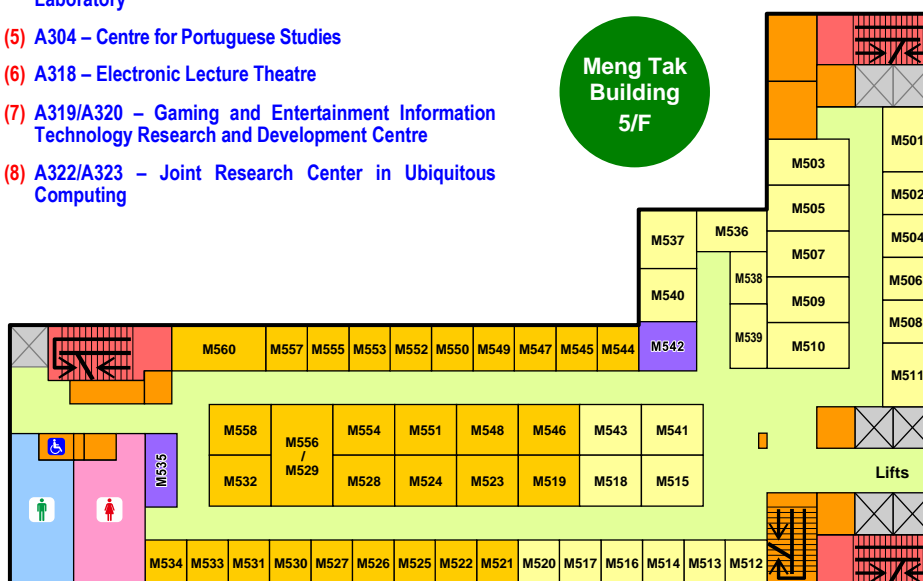 Laboratory
(5) A304 – Centre for Portuguese Studies
(6) A318 – Electronic Lecture Theatre
(7) A319/A320 – Gaming and Entertainment Information
Technology Research and Development Centre
(8) A322/A323 – Joint Research Center in Ubiquitous
Computing
Meng Tak
Building
5/F
M501
M503
M502
M505
M504
M536
M537
M507
M506
M538
M540
M509
M508
M539
M542
M510
M560
M557
M555
M553
M552
M550
M549
M547
M545
M544
M511
M558
M556
/
M529
M554
M551
M548
M546
M543
M541
M535
M532
M528
M524
M523
M519
M518
M515
Lifts
M534
M533
M531
M530
M527
M526
M525
M522
M521
M520
M517
M516
M514
M513
M512